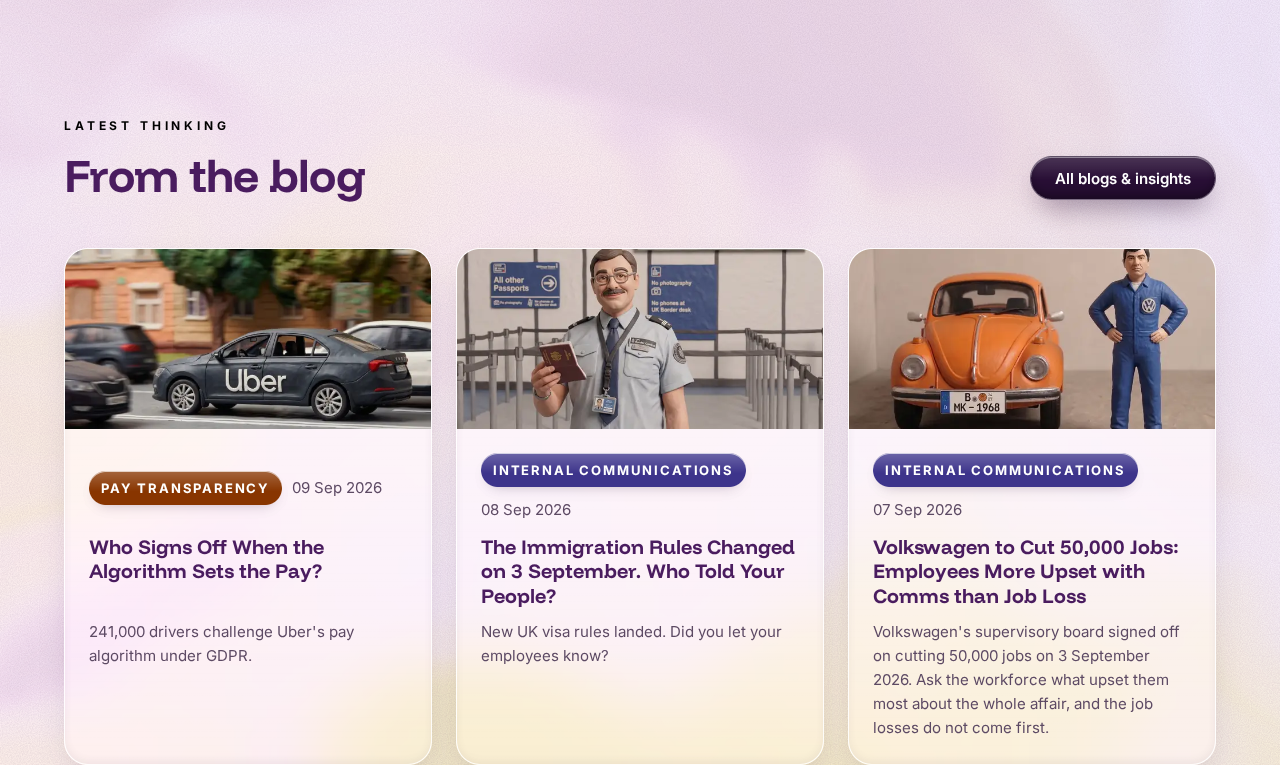 LATEST THINKING
From the blog
All blogs & insights
Uber
All other
Passports
No photography
No phones at
UK Border desk
B
MK-1968
PAY TRANSPARENCY 09 Sep 2026
Who Signs Off When the
Algorithm Sets the Pay?
241,000 drivers challenge Uber's pay
algorithm under GDPR.
INTERNAL COMMUNICATIONS
08 Sep 2026
The Immigration Rules Changed
on 3 September. Who Told Your
People?
New UK visa rules landed. Did you let your
employees know?
INTERNAL COMMUNICATIONS
07 Sep 2026
Volkswagen to Cut 50,000 Jobs:
Employees More Upset with
Comms than Job Loss
Volkswagen's supervisory board signed off
on cutting 50,000 jobs on 3 September
2026. Ask the workforce what upset them
most about the whole affair, and the job
losses do not come first.